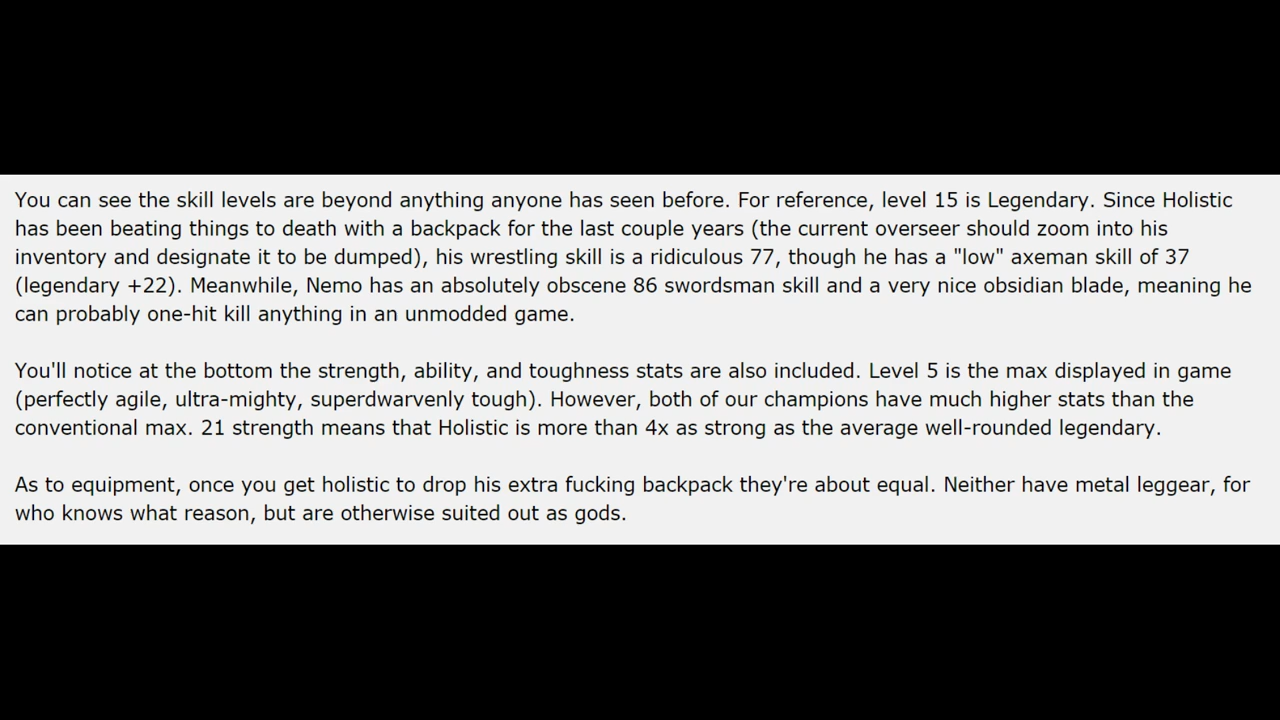 You can see the skill levels are beyond anything anyone has seen before. For reference, level 15 is Legendary. Since Holistic
has been beating things to death with a backpack for the last couple years (the current overseer should zoom into his
inventory and designate it to be dumped), his wrestling skill is a ridiculous 77, though he has a "low" axeman skill of 37
(legendary +22). Meanwhile, Nemo has an absolutely obscene 86 swordsman skill and a very nice obsidian blade, meaning he
can probably one-hit kill anything in an unmodded game.
You'll notice at the bottom the strength, ability, and toughness stats are also included. Level 5 is the max displayed in game
(perfectly agile, ultra-mighty, superdwarvenly tough). However, both of our champions have much higher stats than the
conventional max. 21 strength means that Holistic is more than 4x as strong as the average well-rounded legendary.
As to equipment, once you get holistic to drop his extra fucking backpack they're about equal. Neither have metal leggear, for
who knows what reason, but are otherwise suited out as gods.